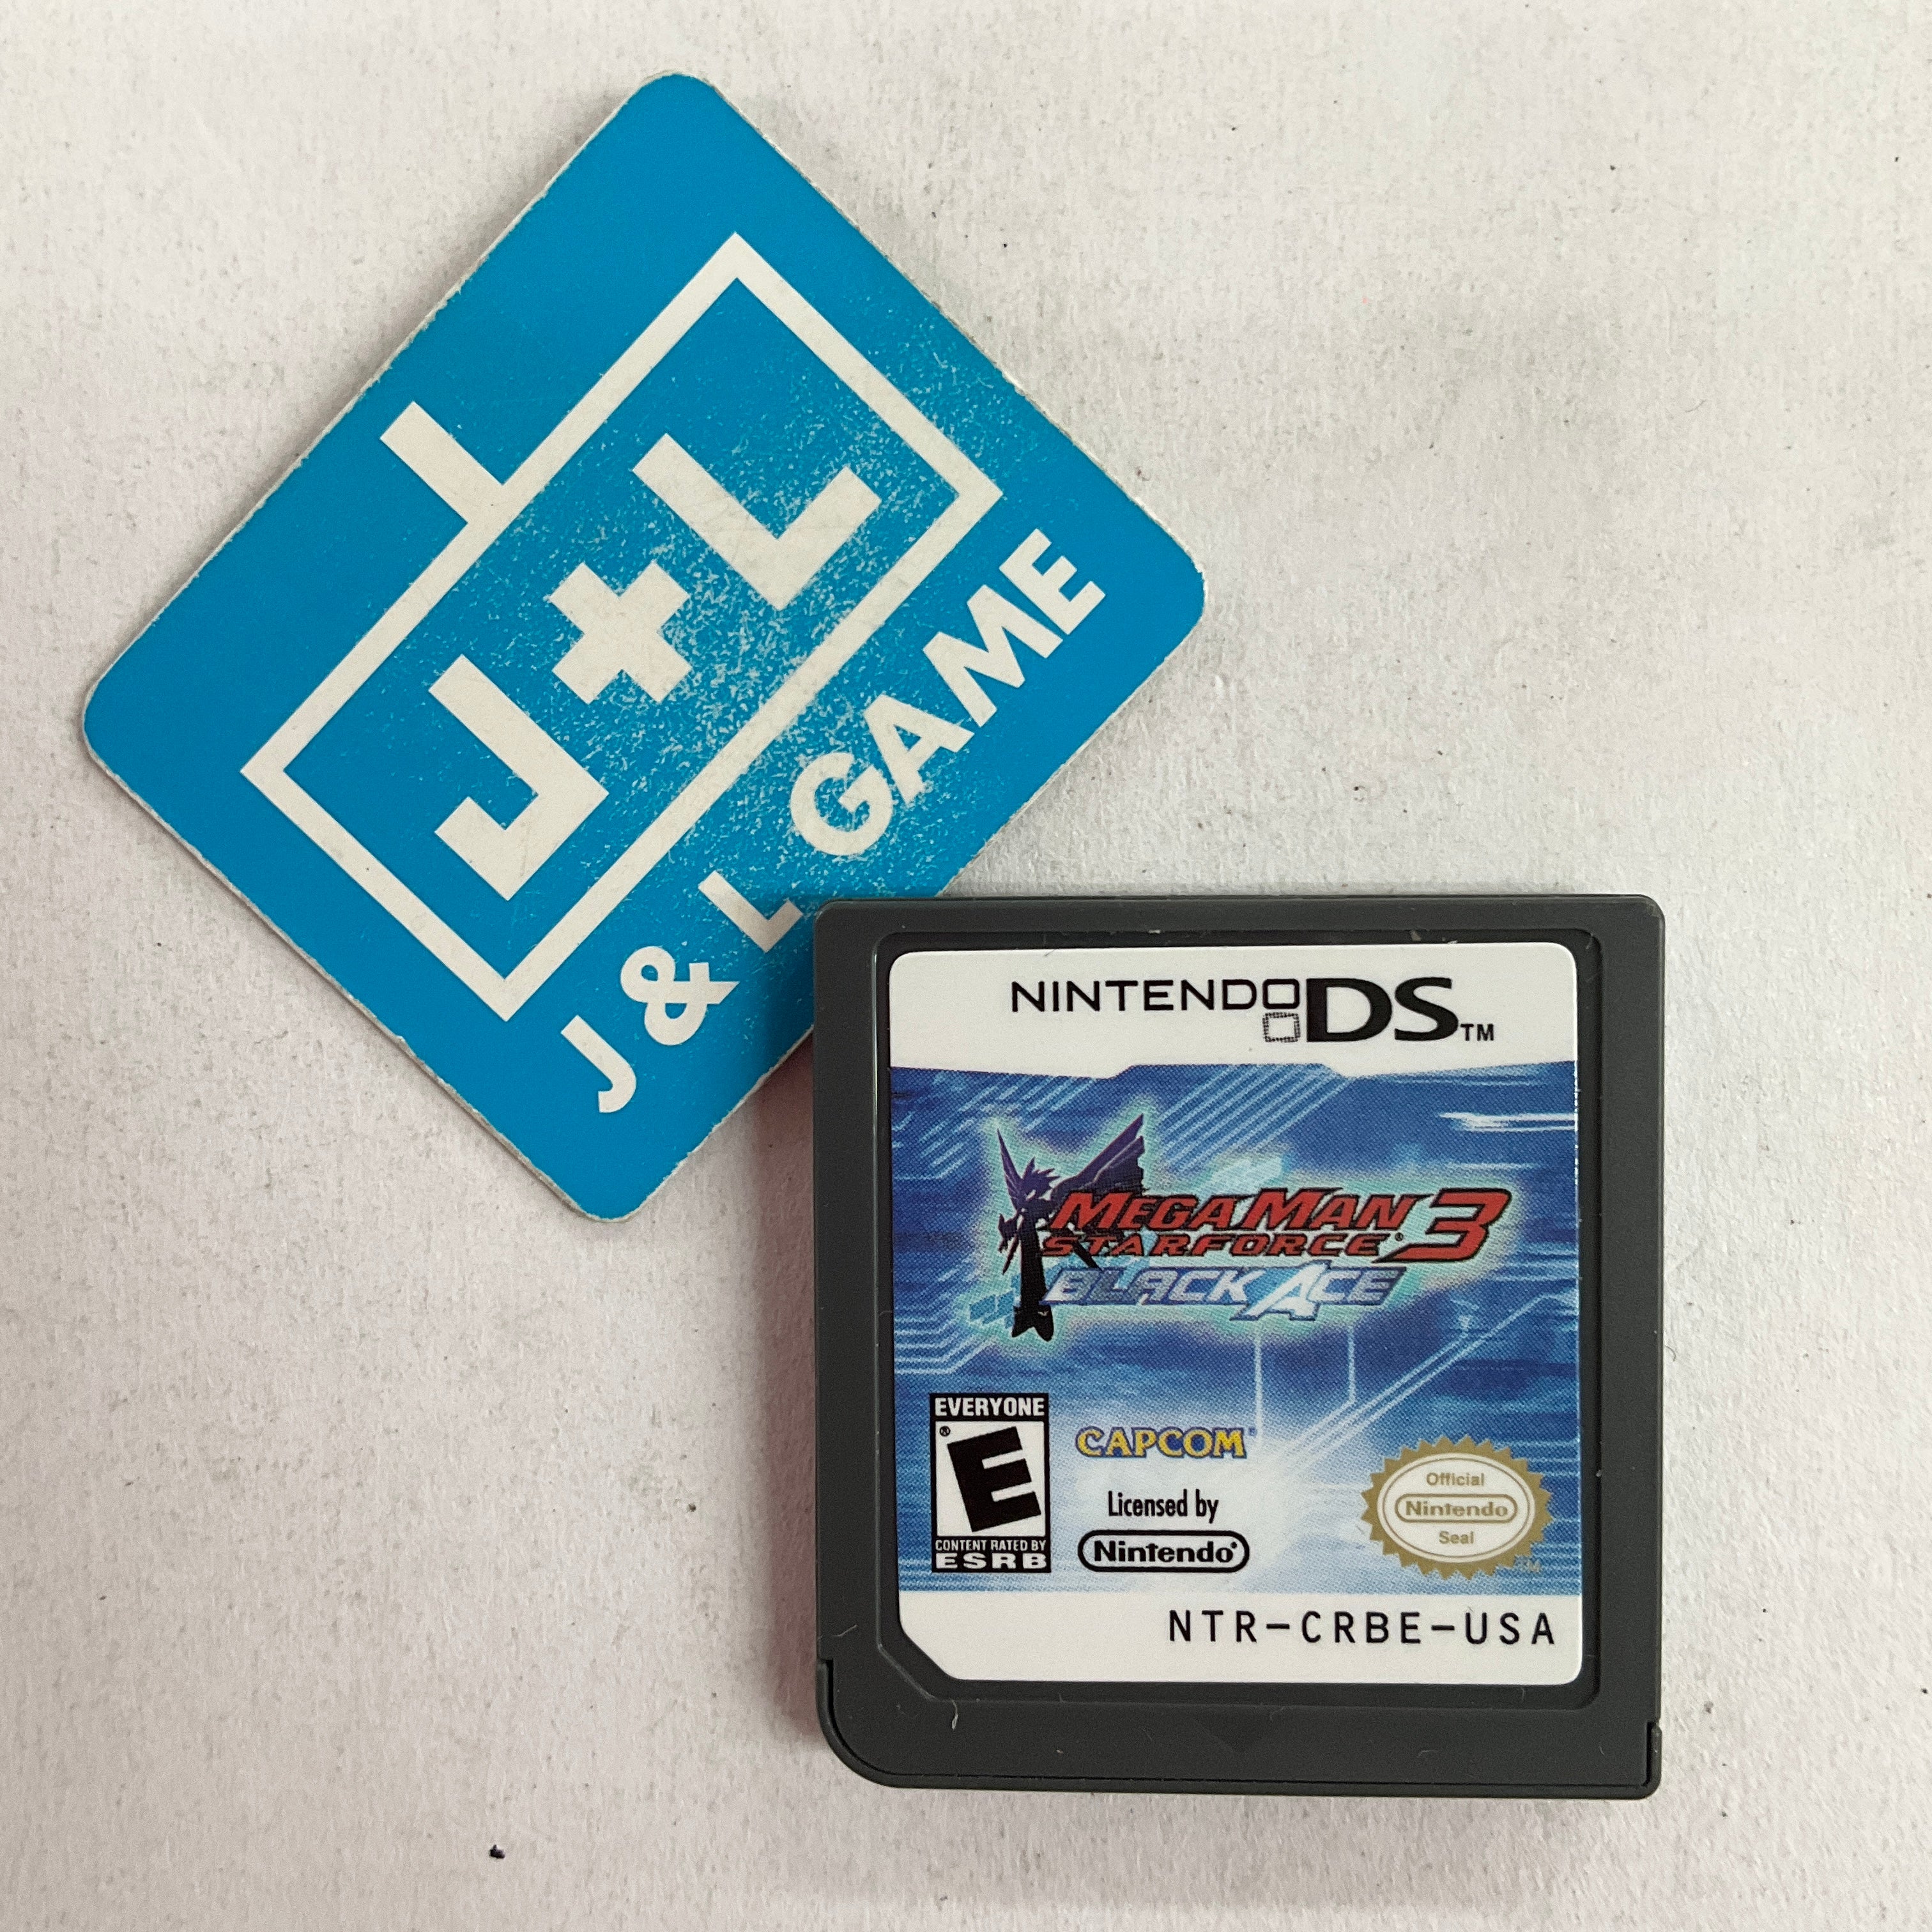 J+L
J & L GAME
NINTENDO DS™
MEGA MAN
STARFORCE® 3
BLACK ACE
EVERYONE
E®
CONTENT RATED BY
ESRB
CAPCOM®
Licensed by
Nintendo®
Official
Nintendo
Seal
TM
NTR-CRBE-USA